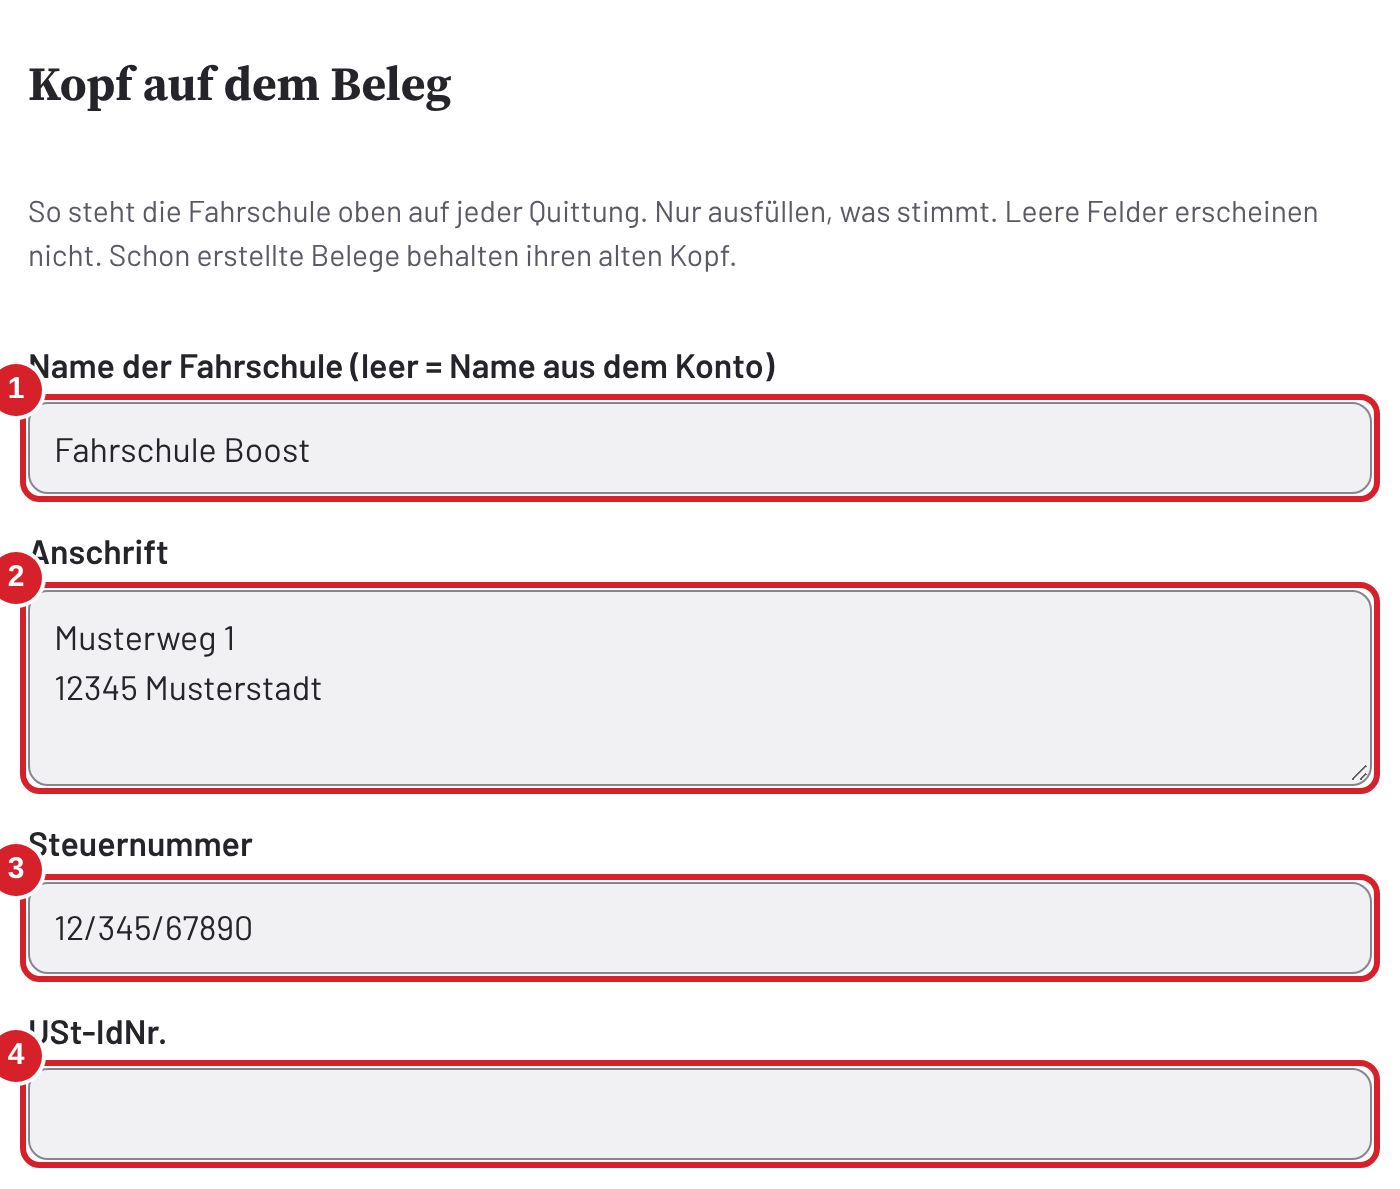 Kopf auf dem Beleg
So steht die Fahrschule oben auf jeder Quittung. Nur ausfüllen, was stimmt. Leere Felder erscheinen
nicht. Schon erstellte Belege behalten ihren alten Kopf.
Name der Fahrschule (leer = Name aus dem Konto)
1
Fahrschule Boost
Anschrift
2
Musterweg 1
12345 Musterstadt
Steuernummer
3
12/345/67890
USt-IdNr.
4